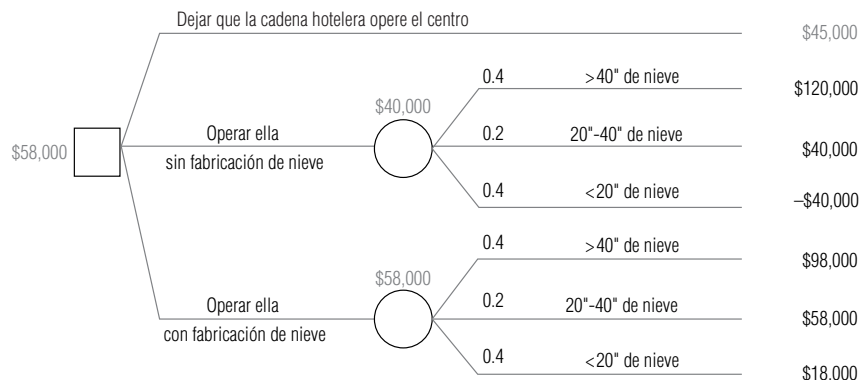 Dejar que la cadena hotelera opere el centro
$45,000
0.4 >40" de nieve
$120,000
$40,000
$58,000
Operar ella
sin fabricación de nieve
0.2 20"-40" de nieve
$40,000
0.4 <20" de nieve
–$40,000
0.4 >40" de nieve
$98,000
$58,000
Operar ella
con fabricación de nieve
0.2 20"-40" de nieve
$58,000
0.4 <20" de nieve
$18,000